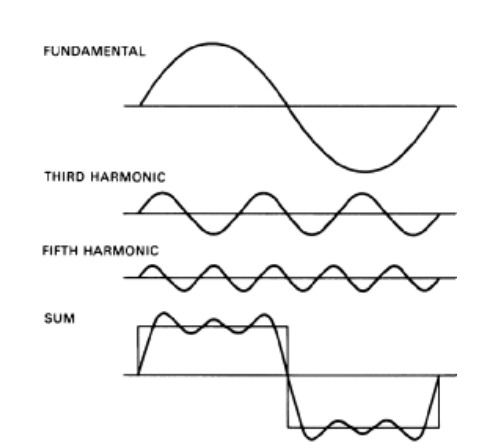 FUNDAMENTAL
THIRD HARMONIC
FIFTH HARMONIC
SUM